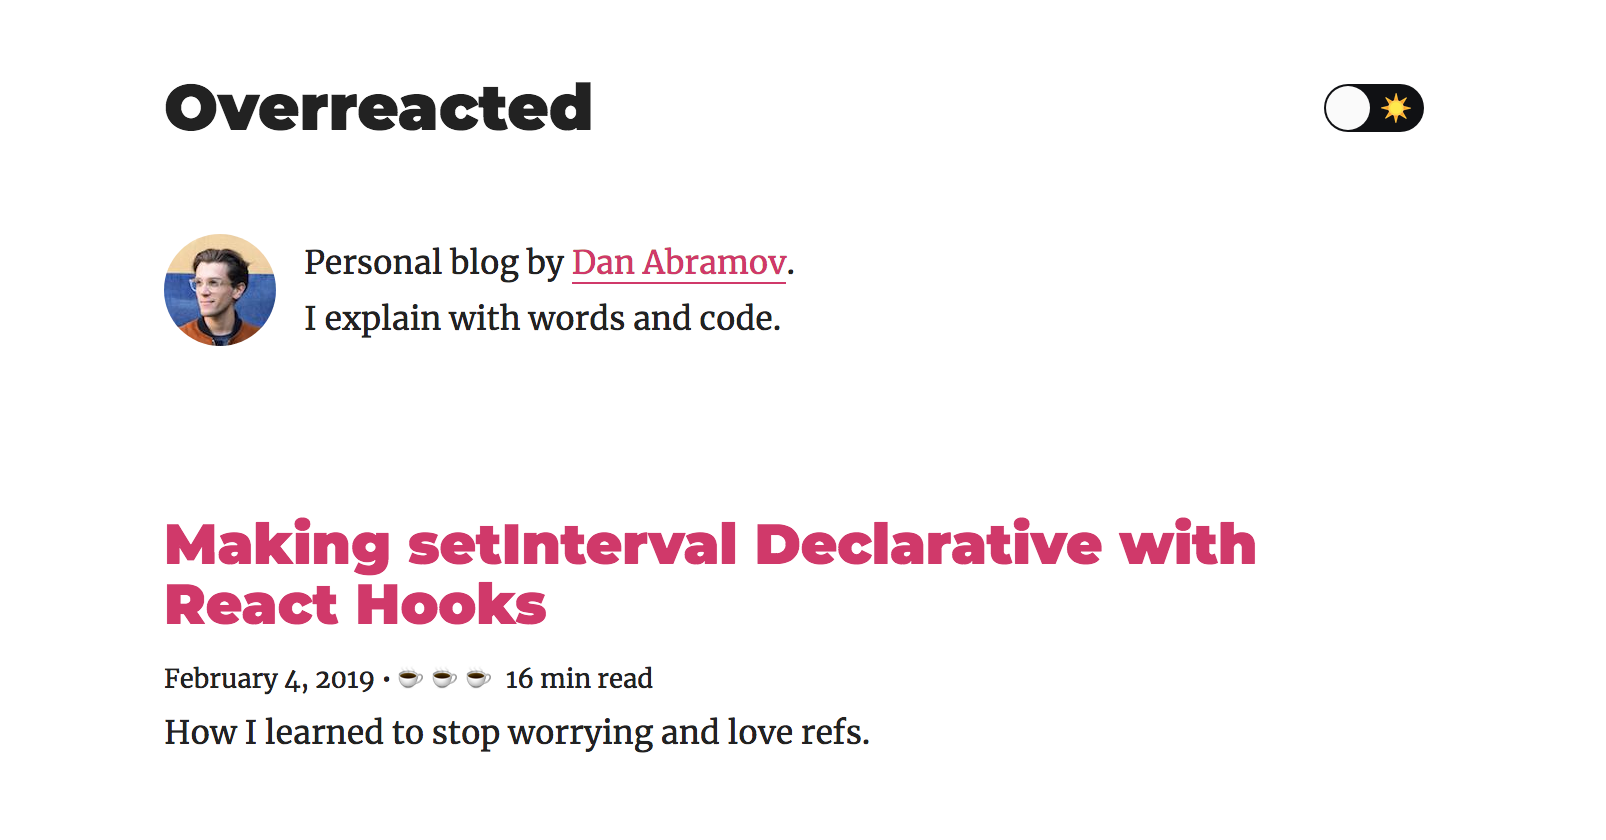 Overreacted
Personal blog by Dan Abramov.
I explain with words and code.
Making setInterval Declarative with
React Hooks
February 4, 2019 • ☕☕☕ 16 min read
How I learned to stop worrying and love refs.